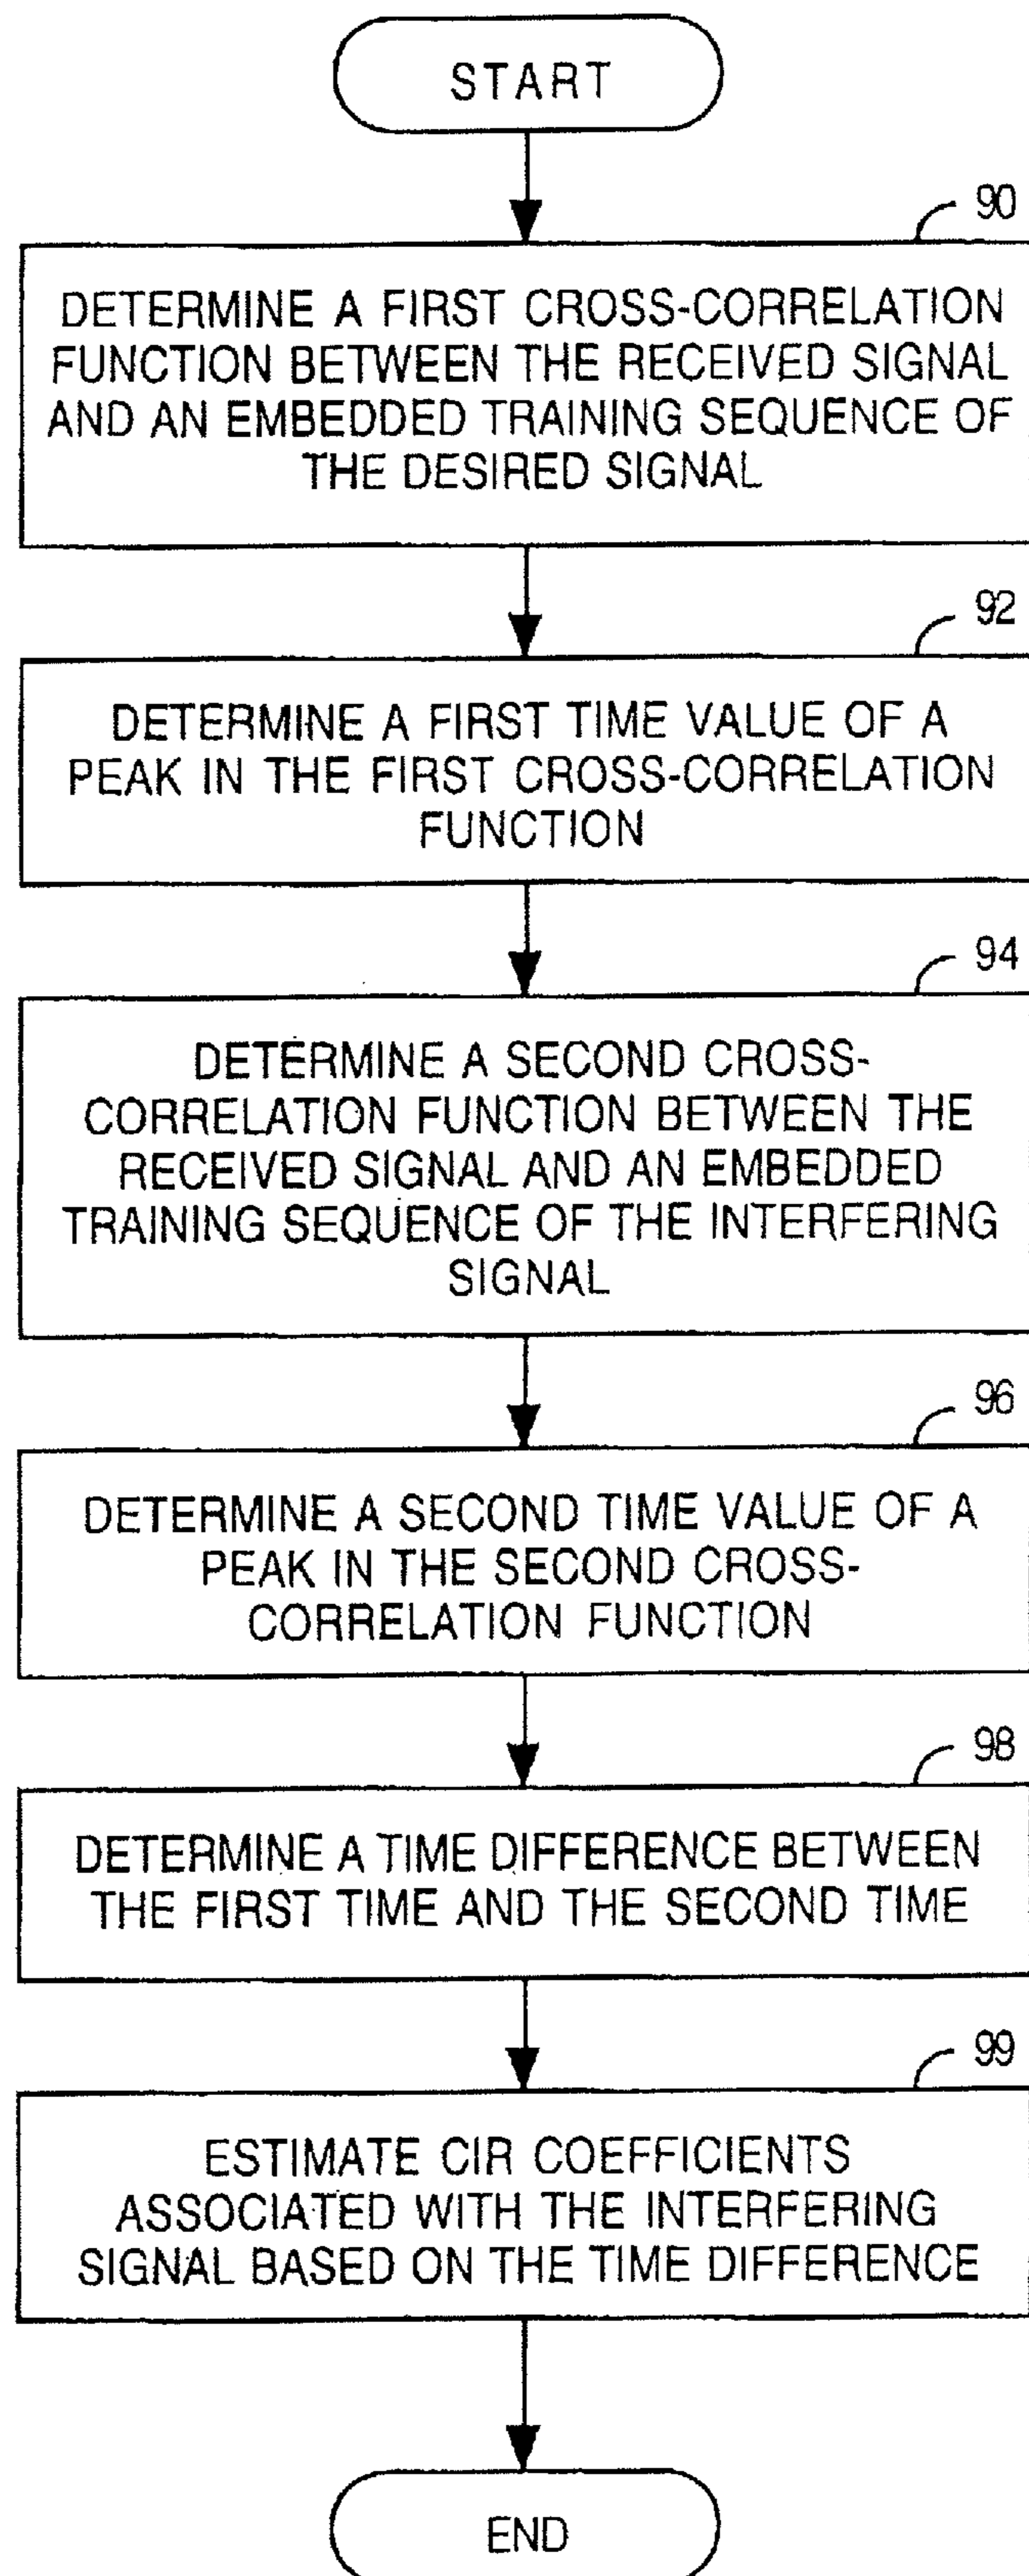 START
90
DETERMINE A FIRST CROSS-CORRELATION
FUNCTION BETWEEN THE RECEIVED SIGNAL
AND AN EMBEDDED TRAINING SEQUENCE OF
THE DESIRED SIGNAL
92
DETERMINE A FIRST TIME VALUE OF A
PEAK IN THE FIRST CROSS-CORRELATION
FUNCTION
94
DETERMINE A SECOND CROSS-
CORRELATION FUNCTION BETWEEN THE
RECEIVED SIGNAL AND AN EMBEDDED
TRAINING SEQUENCE OF THE INTERFERING
SIGNAL
96
DETERMINE A SECOND TIME VALUE OF A
PEAK IN THE SECOND CROSS-
CORRELATION FUNCTION
98
DETERMINE A TIME DIFFERENCE BETWEEN
THE FIRST TIME AND THE SECOND TIME
99
ESTIMATE CIR COEFFICIENTS
ASSOCIATED WITH THE INTERFERING
SIGNAL BASED ON THE TIME DIFFERENCE
END